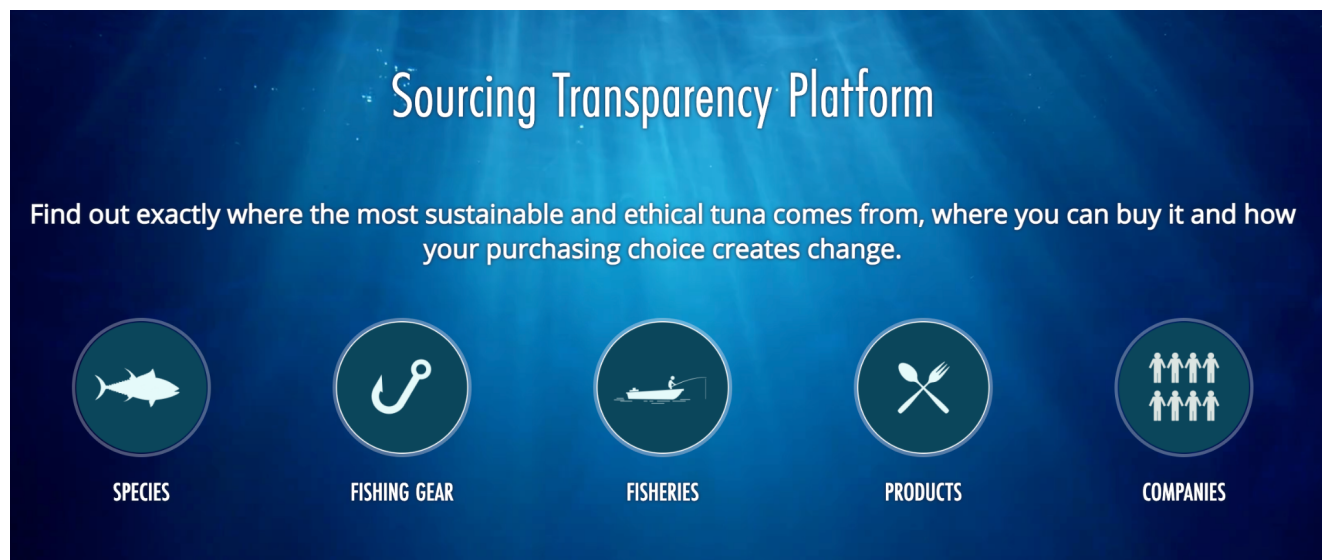 Sourcing Transparency Platform
Find out exactly where the most sustainable and ethical tuna comes from, where you can buy it and how
your purchasing choice creates change.
SPECIES
FISHING GEAR
FISHERIES
PRODUCTS
COMPANIES